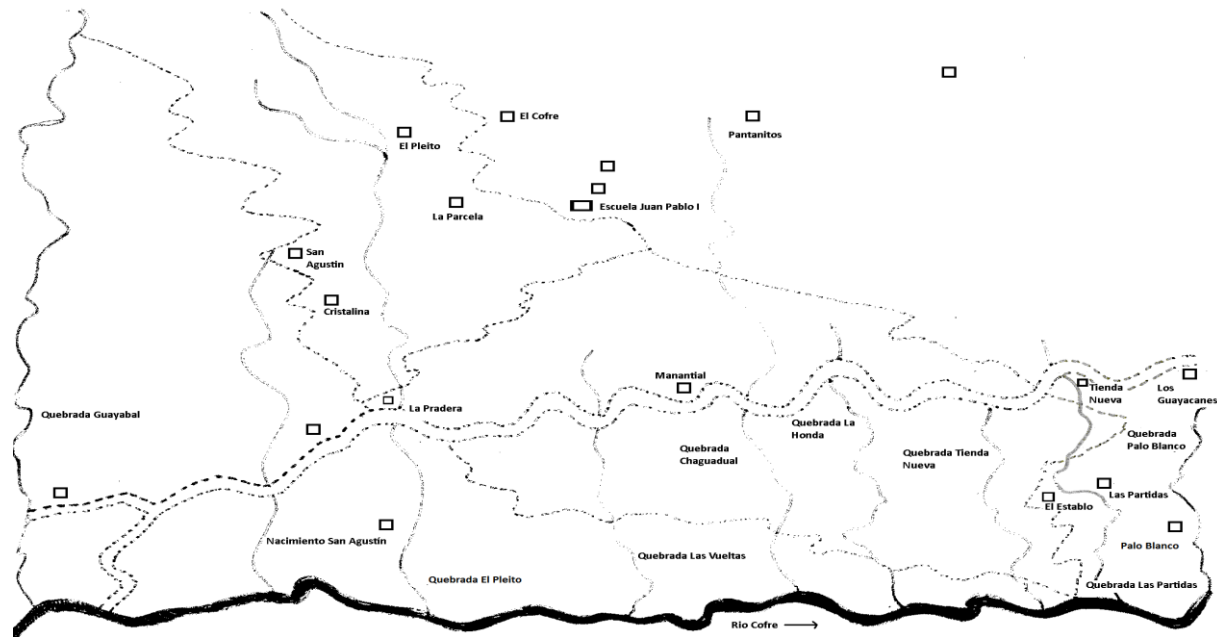 El Cofre
Pantanitos
El Pleito
La Parcela
Escuela Juan Pablo I
San
Agustin
Cristalina
Manantial
Tienda
Nueva
Los
Guayacanes
Quebrada Guayabal
La Pradera
Quebrada La
Honda
Quebrada
Palo Blanco
Quebrada
Chaguadual
Quebrada Tienda
Nueva
Las Partidas
El Establo
Nacimiento San Agustín
Palo Blanco
Quebrada El Pleito
Quebrada Las Vueltas
Quebrada Las Partidas
Rio Cofre